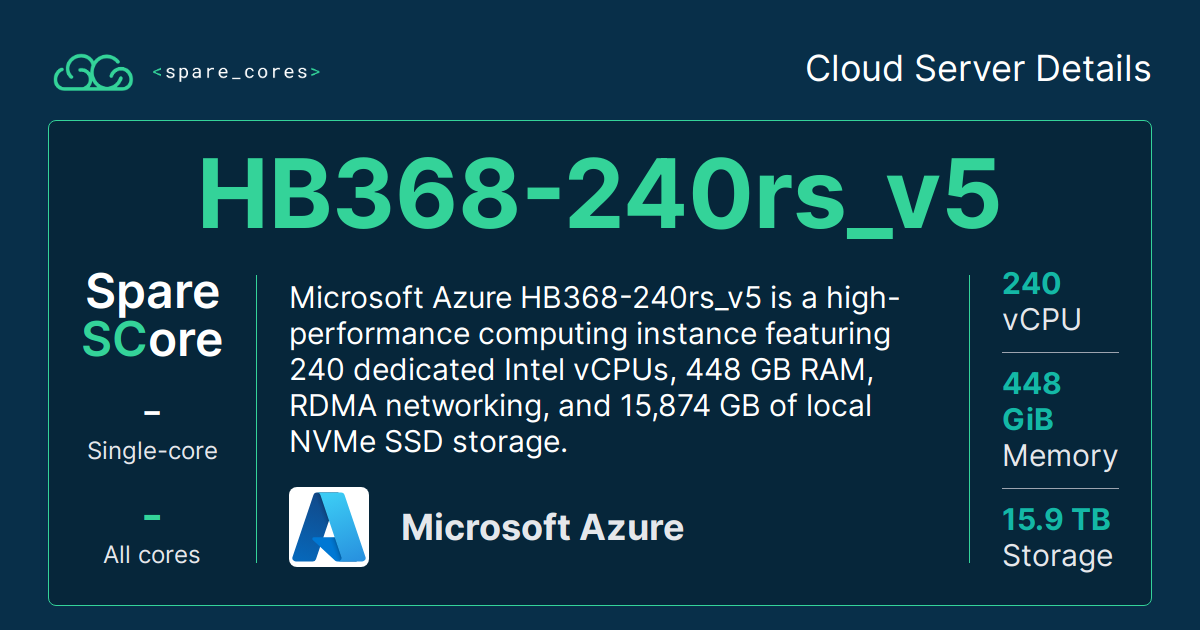 <spare_cores>
Cloud Server Details
HB368-240rs_v5
Spare
SCore
–
Single-core
–
All cores
Microsoft Azure HB368-240rs_v5 is a high-
performance computing instance featuring
240 dedicated Intel vCPUs, 448 GB RAM,
RDMA networking, and 15,874 GB of local
NVMe SSD storage.
Microsoft Azure
240
vCPU
448
GiB
Memory
15.9 TB
Storage